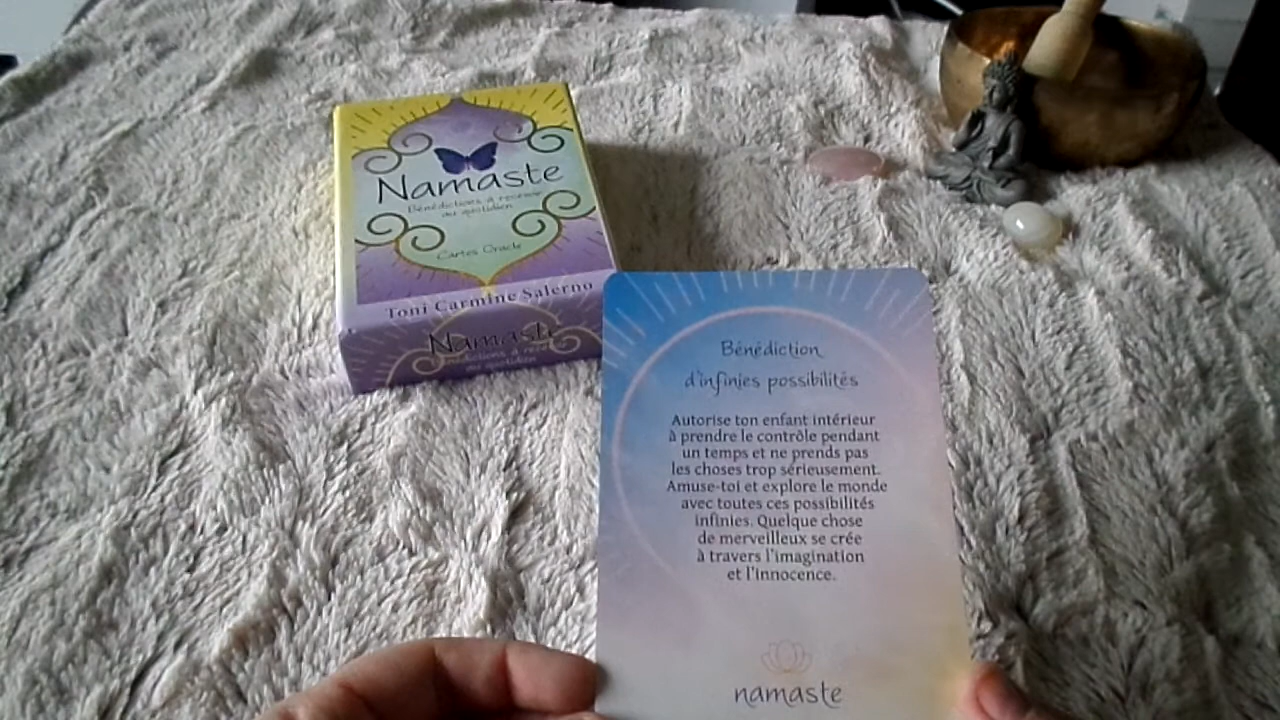 Namaste
Bénédictions à recevoir
au quotidien
Cartes Oracle
Toni Carmine Salerno
Namaste
au quotidien
Bénédiction
d'infinies possibilités
Autorise ton enfant intérieur
à prendre le contrôle pendant
un temps et ne prends pas
les choses trop sérieusement.
Amuse-toi et explore le monde
avec toutes ces possibilités
infinies. Quelque chose
de merveilleux se crée
à travers l'imagination
et l'innocence.
namaste